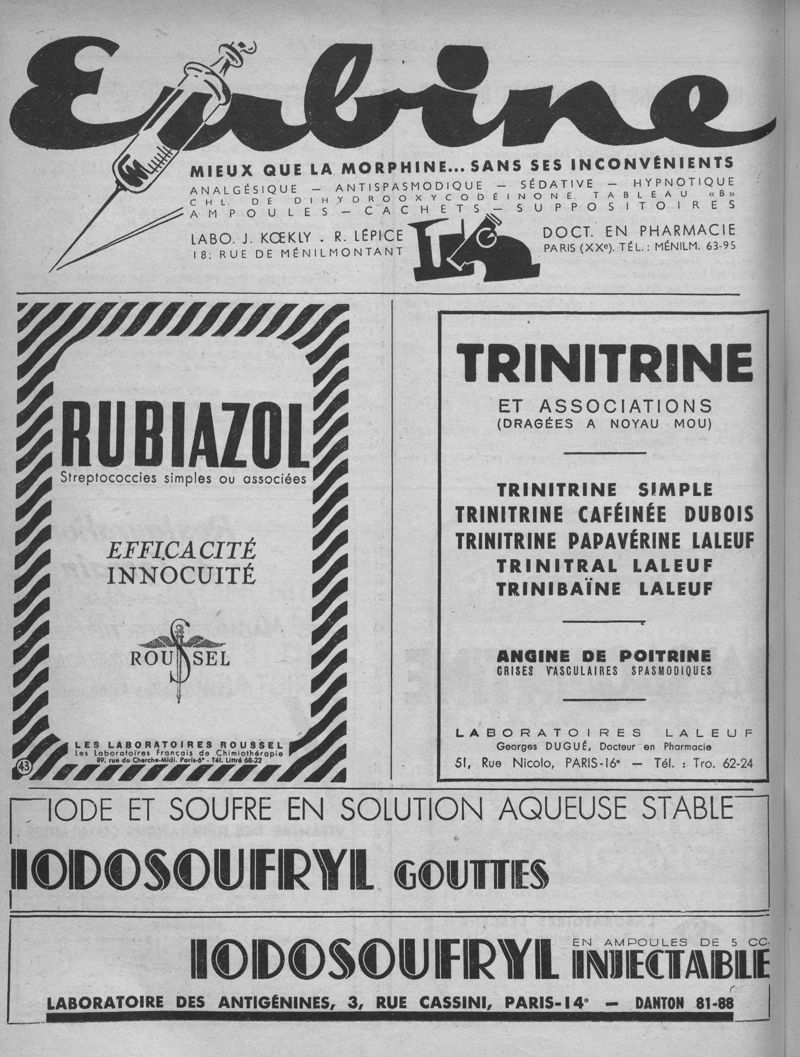 Eubine
MIEUX QUE LA MORPHINE... SANS SES INCONVÉNIENTS
ANALGÉSIQUE — ANTISPASMODIQUE — SÉDATIVE — HYPNOTIQUE
CHL. DE DIHYDROOXYCODÉINONE. TABLEAU «B»
AMPOULES — CACHETS — SUPPOSITOIRES
LABO. J. KŒKLY . R. LÉPICE
18; RUE DE MÉNILMONTANT
DOCT. EN PHARMACIE
PARIS (XXe). TÉL.: MÉNILM. 63-95
RUBIAZOL
Streptococcies simples ou associées
EFFICACITÉ
INNOCUITÉ
ROUSSEL
LES LABORATOIRES ROUSSEL
Les Laboratoires Français de Chimiothérapie
89, rue du Cherche-Midi. Paris-6e - Tél. Littré 68-22
43
TRINITRINE
ET ASSOCIATIONS
(DRAGÉES A NOYAU MOU)
TRINITRINE SIMPLE
TRINITRINE CAFÉINÉE DUBOIS
TRINITRINE PAPAVÉRINE LALEUF
TRINITRAL LALEUF
TRINIBAÏNE LALEUF
ANGINE DE POITRINE
CRISES VASCULAIRES SPASMODIQUES
LABORATOIRES LALEUF
Georges DUGUÉ, Docteur en Pharmacie
51, Rue Nicolo, PARIS-16e — Tél. : Tro. 62-24
IODE ET SOUFRE EN SOLUTION AQUEUSE STABLE
IODOSOUFRYL GOUTTES
IODOSOUFRYL EN AMPOULES DE 5 CC.
INJECTABLE
LABORATOIRE DES ANTIGÉNINES, 3, RUE CASSINI, PARIS-14e — DANTON 81-88